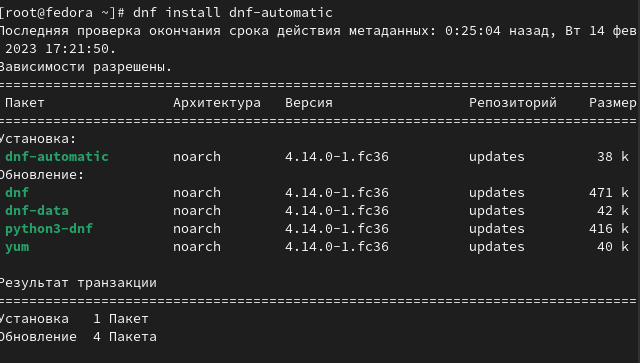 [root@fedora ~]# dnf install dnf-automatic
Последняя проверка окончания срока действия метаданных: 0:25:04 назад, Вт 14 фев
2023 17:21:50.
Зависимости разрешены.
================================================================================
Пакет Архитектура Версия Репозиторий Размер
================================================================================
Установка:
dnf-automatic noarch 4.14.0-1.fc36 updates 38 k
Обновление:
dnf noarch 4.14.0-1.fc36 updates 471 k
dnf-data noarch 4.14.0-1.fc36 updates 42 k
python3-dnf noarch 4.14.0-1.fc36 updates 416 k
yum noarch 4.14.0-1.fc36 updates 40 k
Результат транзакции
================================================================================
Установка 1 Пакет
Обновление 4 Пакета